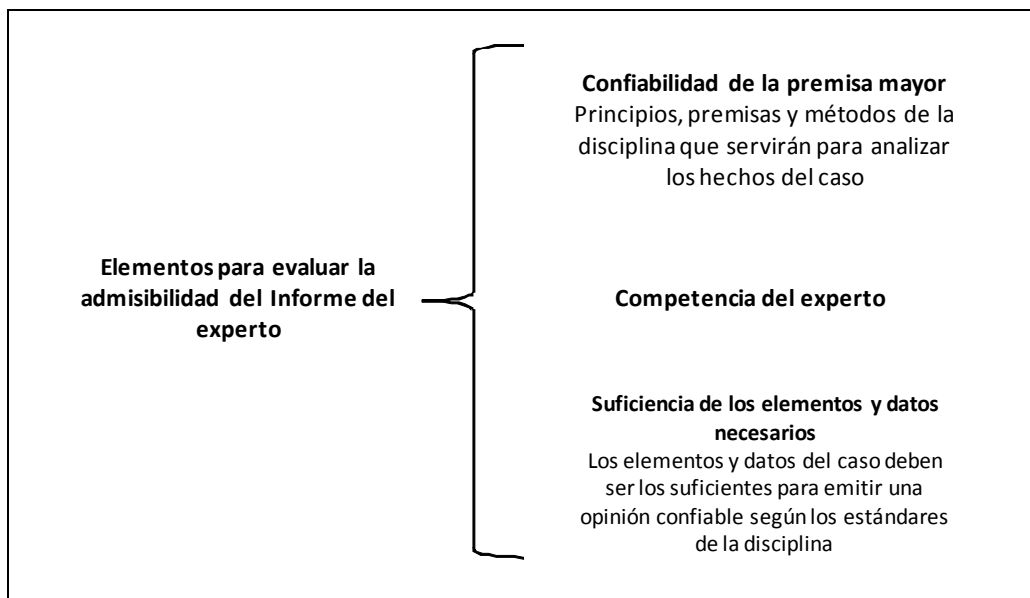 Confiabilidad de la premisa mayor
Principios, premisas y métodos de la
disciplina que servirán para analizar
los hechos del caso
Elementos para evaluar la
admisibilidad del Informe del
experto
Competencia del experto
Suficiencia de los elementos y datos
necesarios
Los elementos y datos del caso deben
ser los suficientes para emitir una
opinión confiable según los estándares
de la disciplina